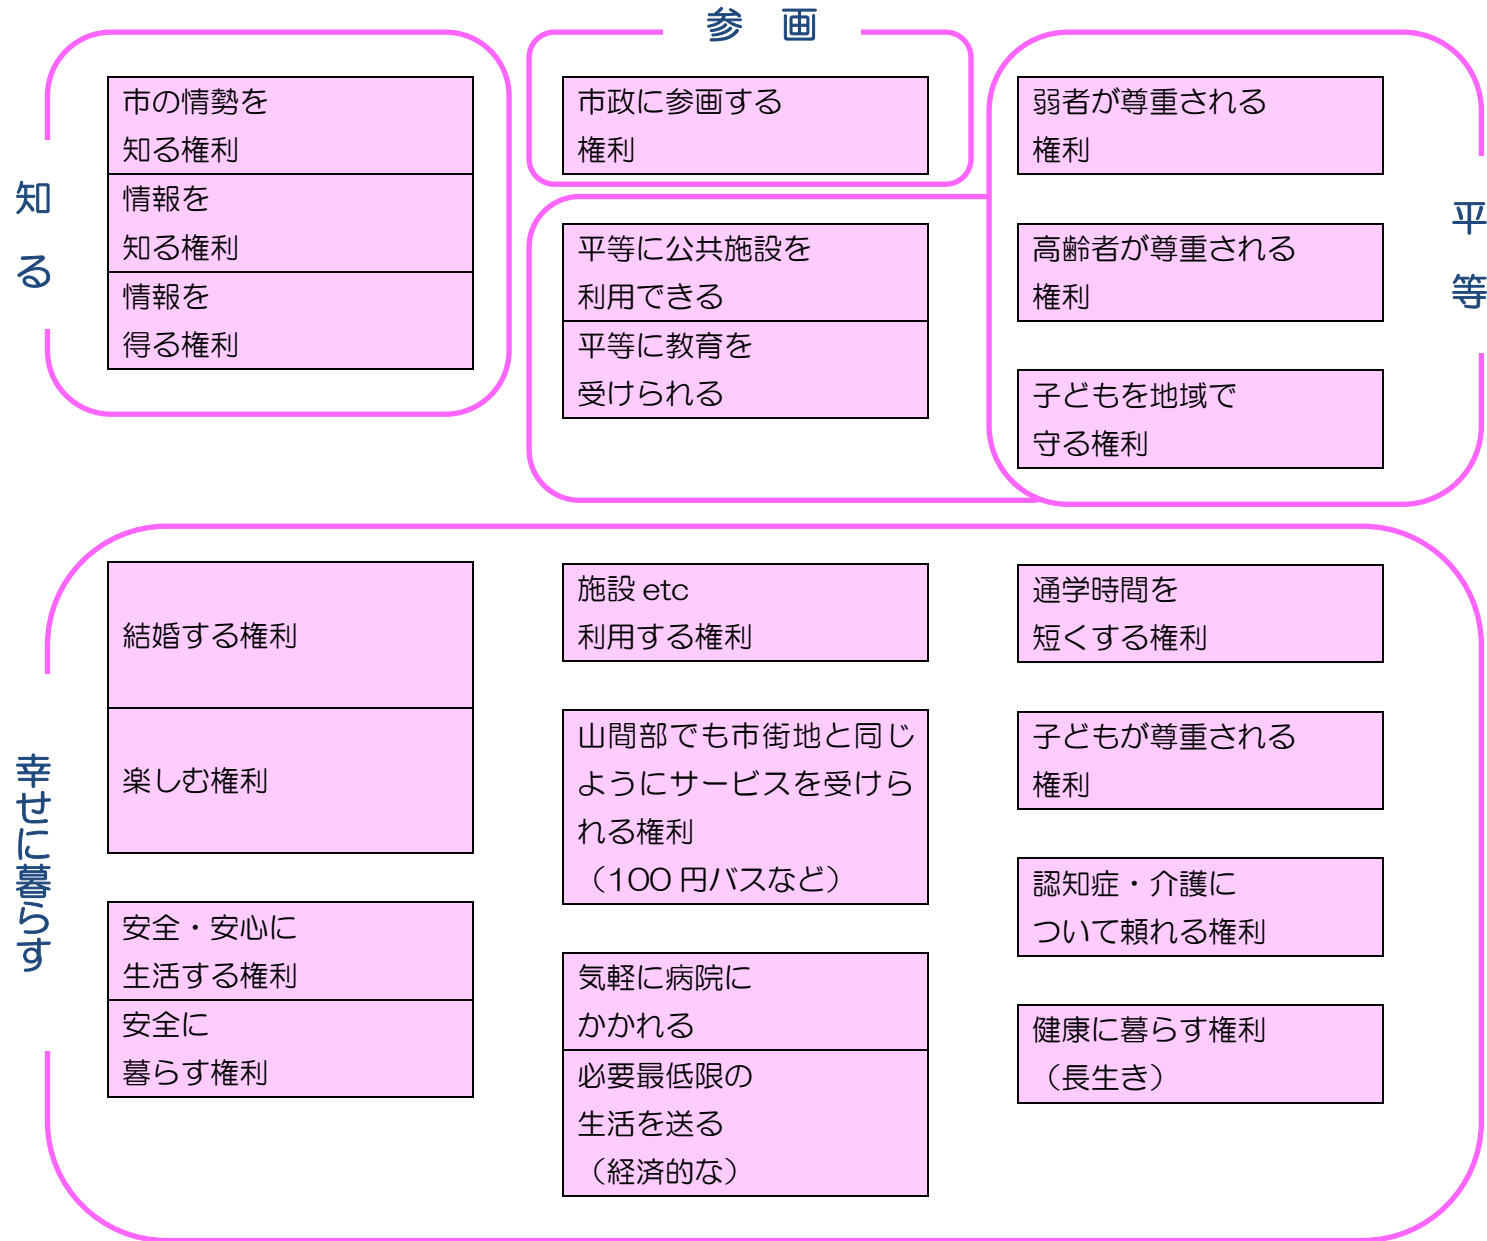 知る
市の情勢を
知る権利
情報を
知る権利
情報を
得る権利
参　画
市政に参画する
権利
平等に公共施設を
利用できる
平等に教育を
受けられる
平等
弱者が尊重される
権利
高齢者が尊重される
権利
子どもを地域で
守る権利
幸せに暮らす
結婚する権利
楽しむ権利
安全・安心に
生活する権利
安全に
暮らす権利
施設 etc
利用する権利
山間部でも市街地と同じ
ようにサービスを受けら
れる権利
（100 円バスなど）
気軽に病院に
かかれる
必要最低限の
生活を送る
（経済的な）
通学時間を
短くする権利
子どもが尊重される
権利
認知症・介護に
ついて頼れる権利
健康に暮らす権利
（長生き）